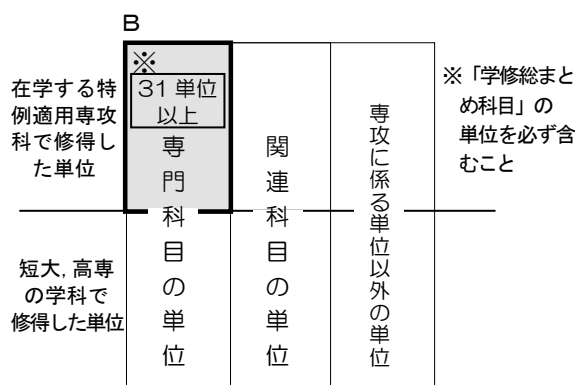 B
※
31 単位
以上
専門科目の単位
関連科目の単位
専攻に係る単位以外の単位
在学する特
例適用専攻
科で修得し
た単位
短大, 高専
の学科で
修得した単位
※「学修総まと
め科目」の
単位を必ず含
むこと